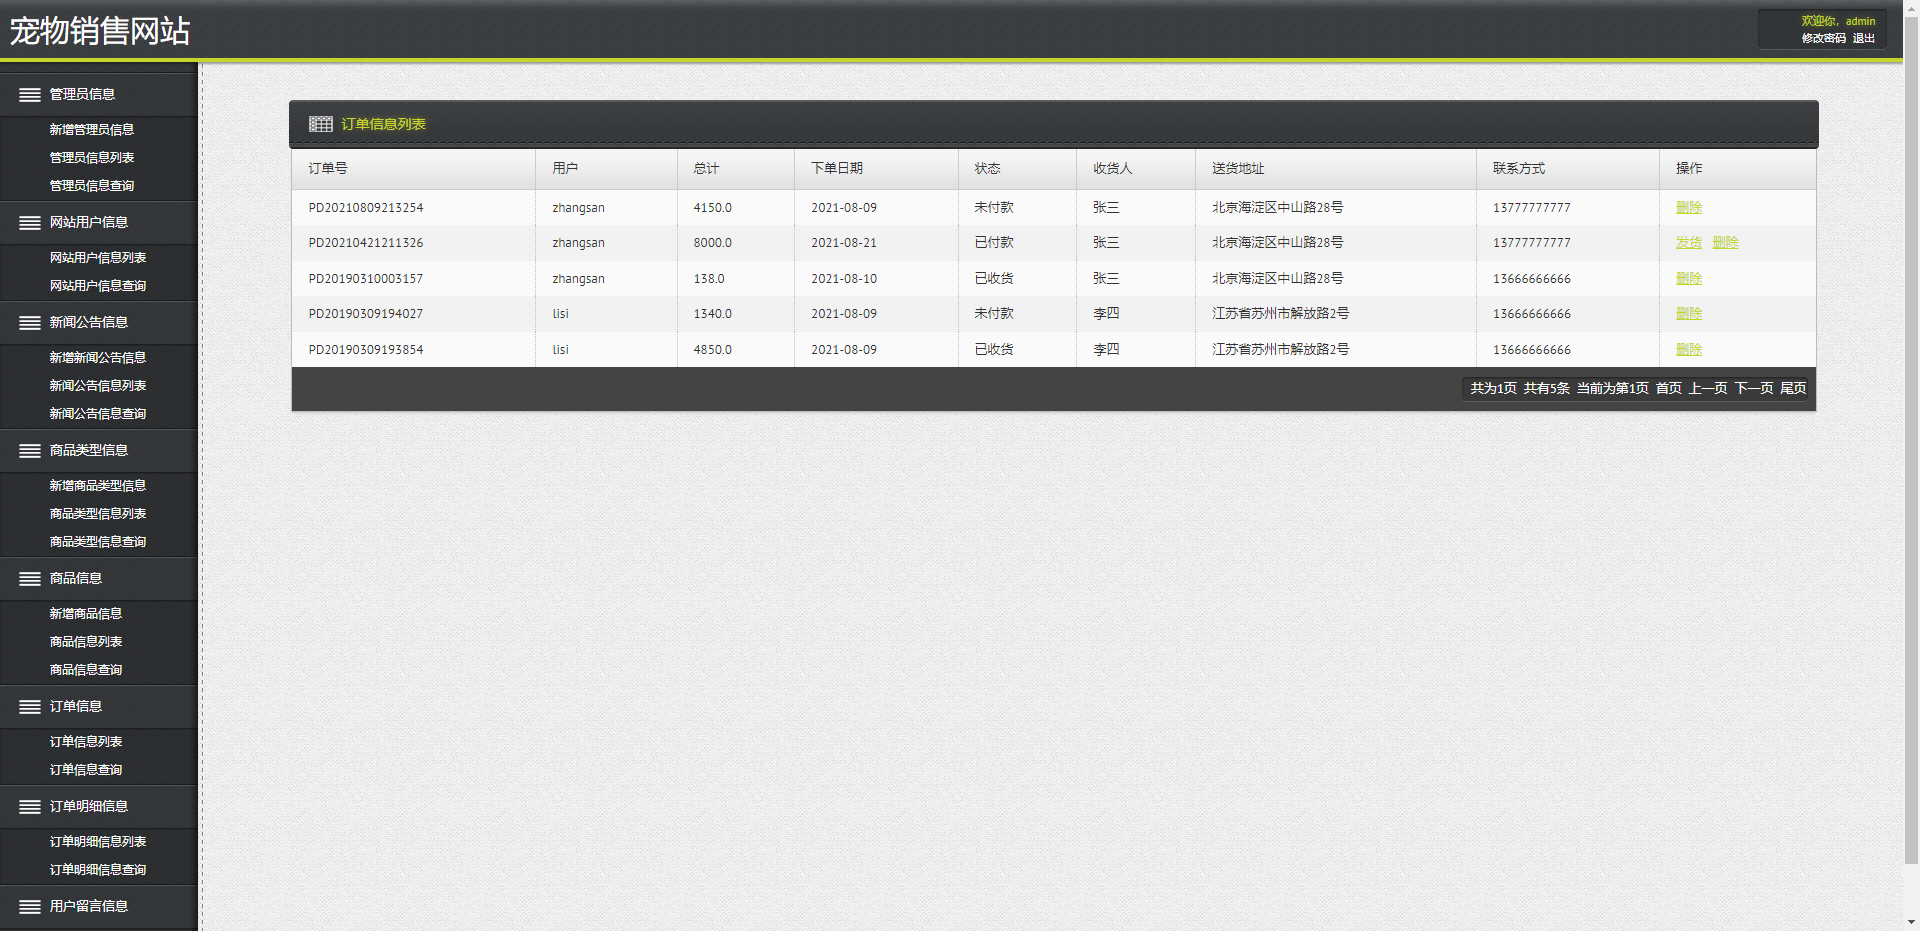 宠物销售网站
欢迎你，admin
修改密码 退出
管理员信息
新增管理员信息
管理员信息列表
管理员信息查询
网站用户信息
网站用户信息列表
网站用户信息查询
新闻公告信息
新增新闻公告信息
新闻公告信息列表
新闻公告信息查询
商品类型信息
新增商品类型信息
商品类型信息列表
商品类型信息查询
商品信息
新增商品信息
商品信息列表
商品信息查询
订单信息
订单信息列表
订单信息查询
订单明细信息
订单明细信息列表
订单明细信息查询
用户留言信息
订单信息列表
订单号 用户 总计 下单日期 状态 收货人 送货地址 联系方式 操作
PD20210809213254 zhangsan 4150.0 2021-08-09 未付款 张三 北京海淀区中山路28号 13777777777 删除
PD20210421211326 zhangsan 8000.0 2021-08-21 已付款 张三 北京海淀区中山路28号 13777777777 发货 删除
PD20190310003157 zhangsan 138.0 2021-08-10 已收货 张三 北京海淀区中山路28号 13666666666 删除
PD20190309194027 lisi 1340.0 2021-08-09 未付款 李四 江苏省苏州市解放路2号 13666666666 删除
PD20190309193854 lisi 4850.0 2021-08-09 已收货 李四 江苏省苏州市解放路2号 13666666666 删除
共为1页 共有5条 当前为第1页 首页 上一页 下一页 尾页